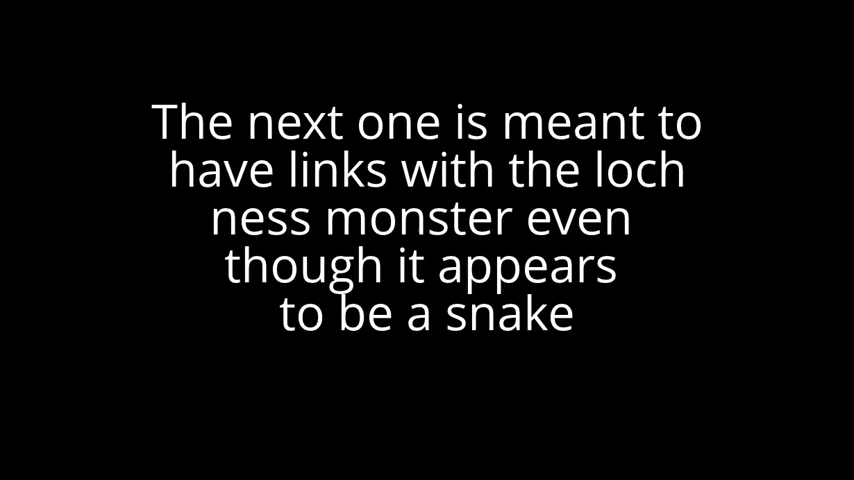 The next one is meant to
have links with the loch
ness monster even
though it appears
to be a snake